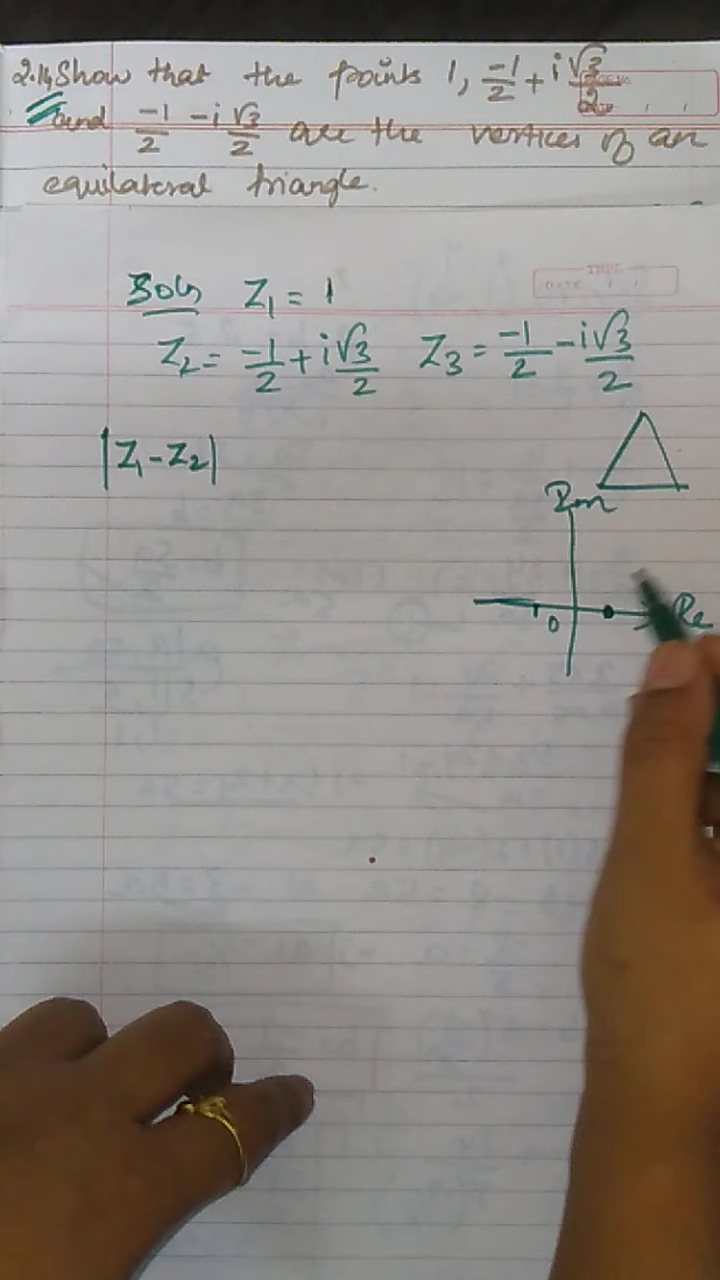 2.14 Show that the points 1, -1/2 + i √3/2
and -1/2 - i √3/2 are the vertices of an
equilateral triangle.
Soln Z₁ = 1
Z₂ = -1/2 + i√3/2 Z₃ = -1/2 - i√3/2
|Z₁ - Z₂|
Im
Re
0
DATE